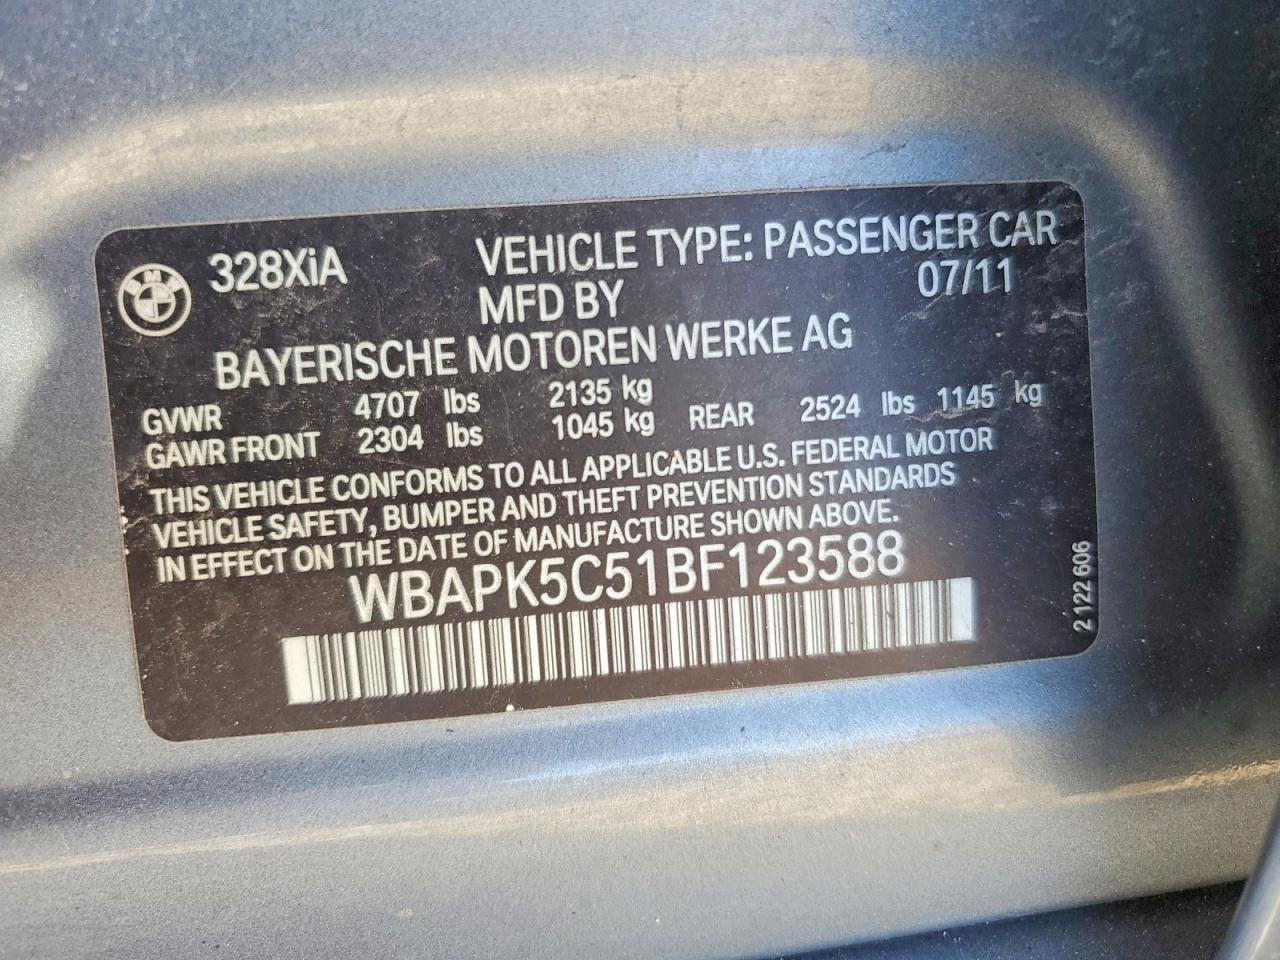 BMW
328XiA VEHICLE TYPE: PASSENGER CAR
MFD BY 07/11
BAYERISCHE MOTOREN WERKE AG
GVWR 4707 lbs 2135 kg
GAWR FRONT 2304 lbs 1045 kg REAR 2524 lbs 1145 kg
THIS VEHICLE CONFORMS TO ALL APPLICABLE U.S. FEDERAL MOTOR
VEHICLE SAFETY, BUMPER AND THEFT PREVENTION STANDARDS
IN EFFECT ON THE DATE OF MANUFACTURE SHOWN ABOVE.
WBAPK5C51BF123588
2 122 606